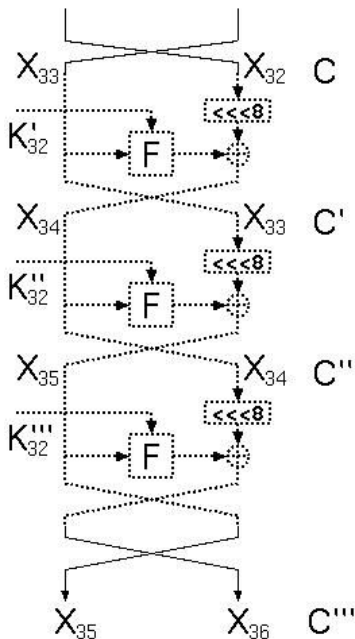 X33 X32 C
<<<8
K'32
F
X34 X33 C'
<<<8
K''32
F
X35 X34 C''
<<<8
K''''32
F
X35 X36 C'''